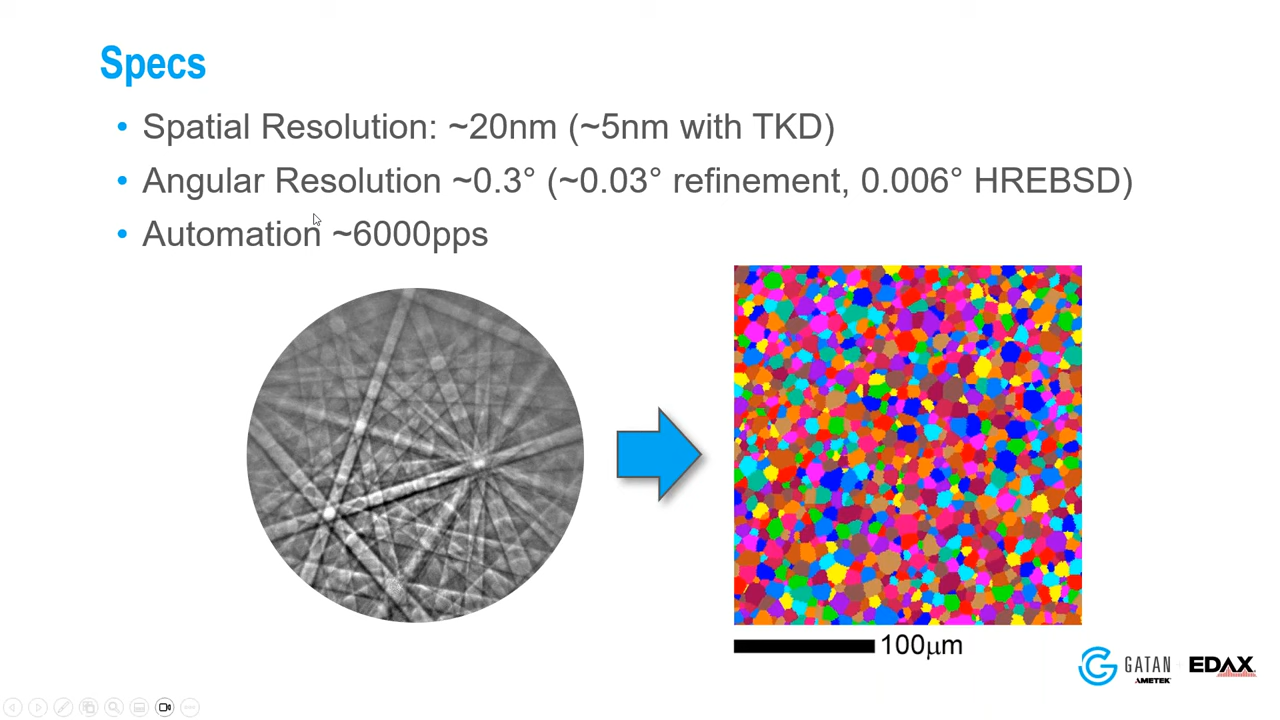 Specs
• Spatial Resolution: ~20nm (~5nm with TKD)
• Angular Resolution ~0.3° (~0.03° refinement, 0.006° HREBSD)
• Automation ~6000pps
100μm
GATAN
AMETEK
EDAX